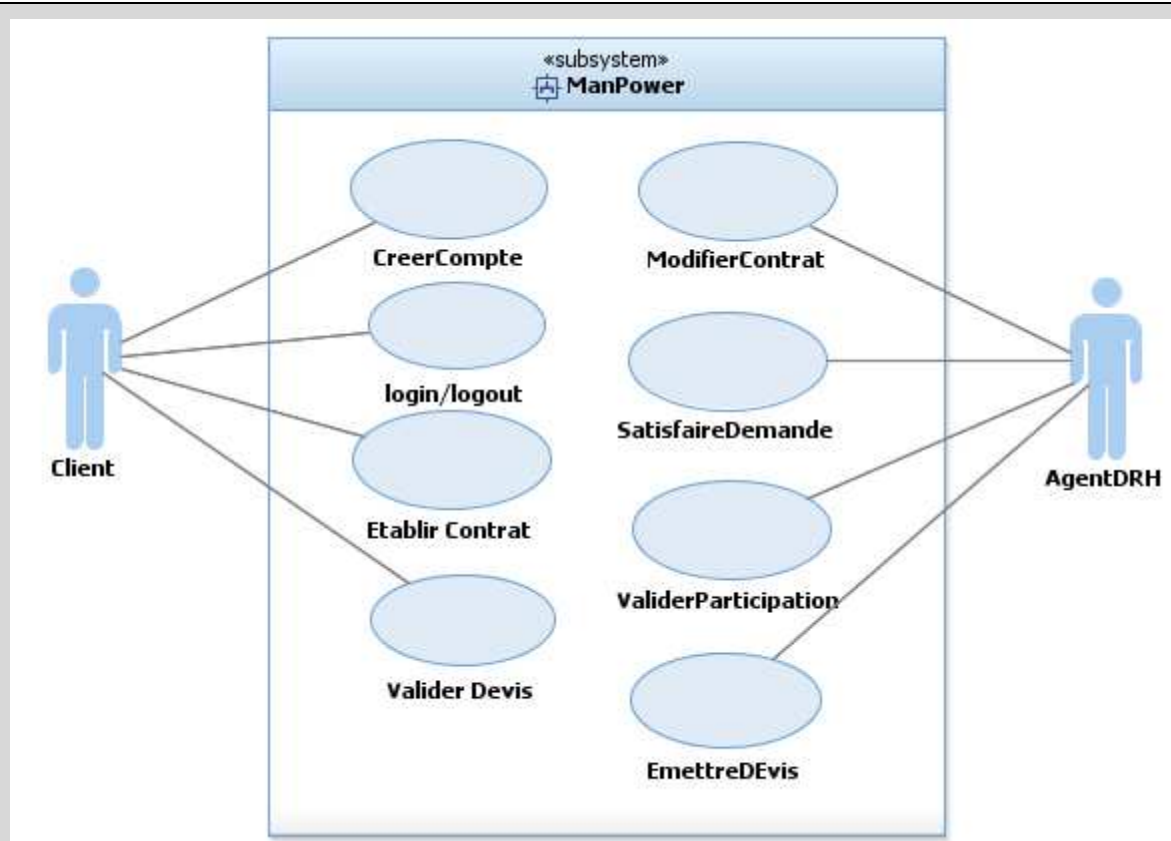 «subsystem»
ManPower
CreerCompte
login/logout
Etablir Contrat
Valider Devis
ModifierContrat
SatisfaireDemande
ValiderParticipation
EmettreDEvis
Client
AgentDRH